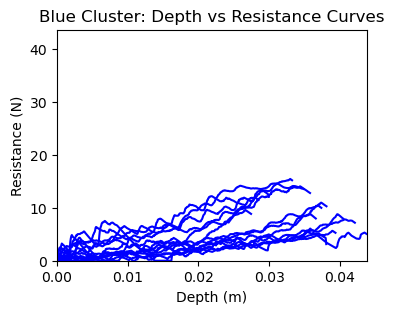 Blue Cluster: Depth vs Resistance Curves
Resistance (N)
40
30
20
10
0
0.00 0.01 0.02 0.03 0.04
Depth (m)